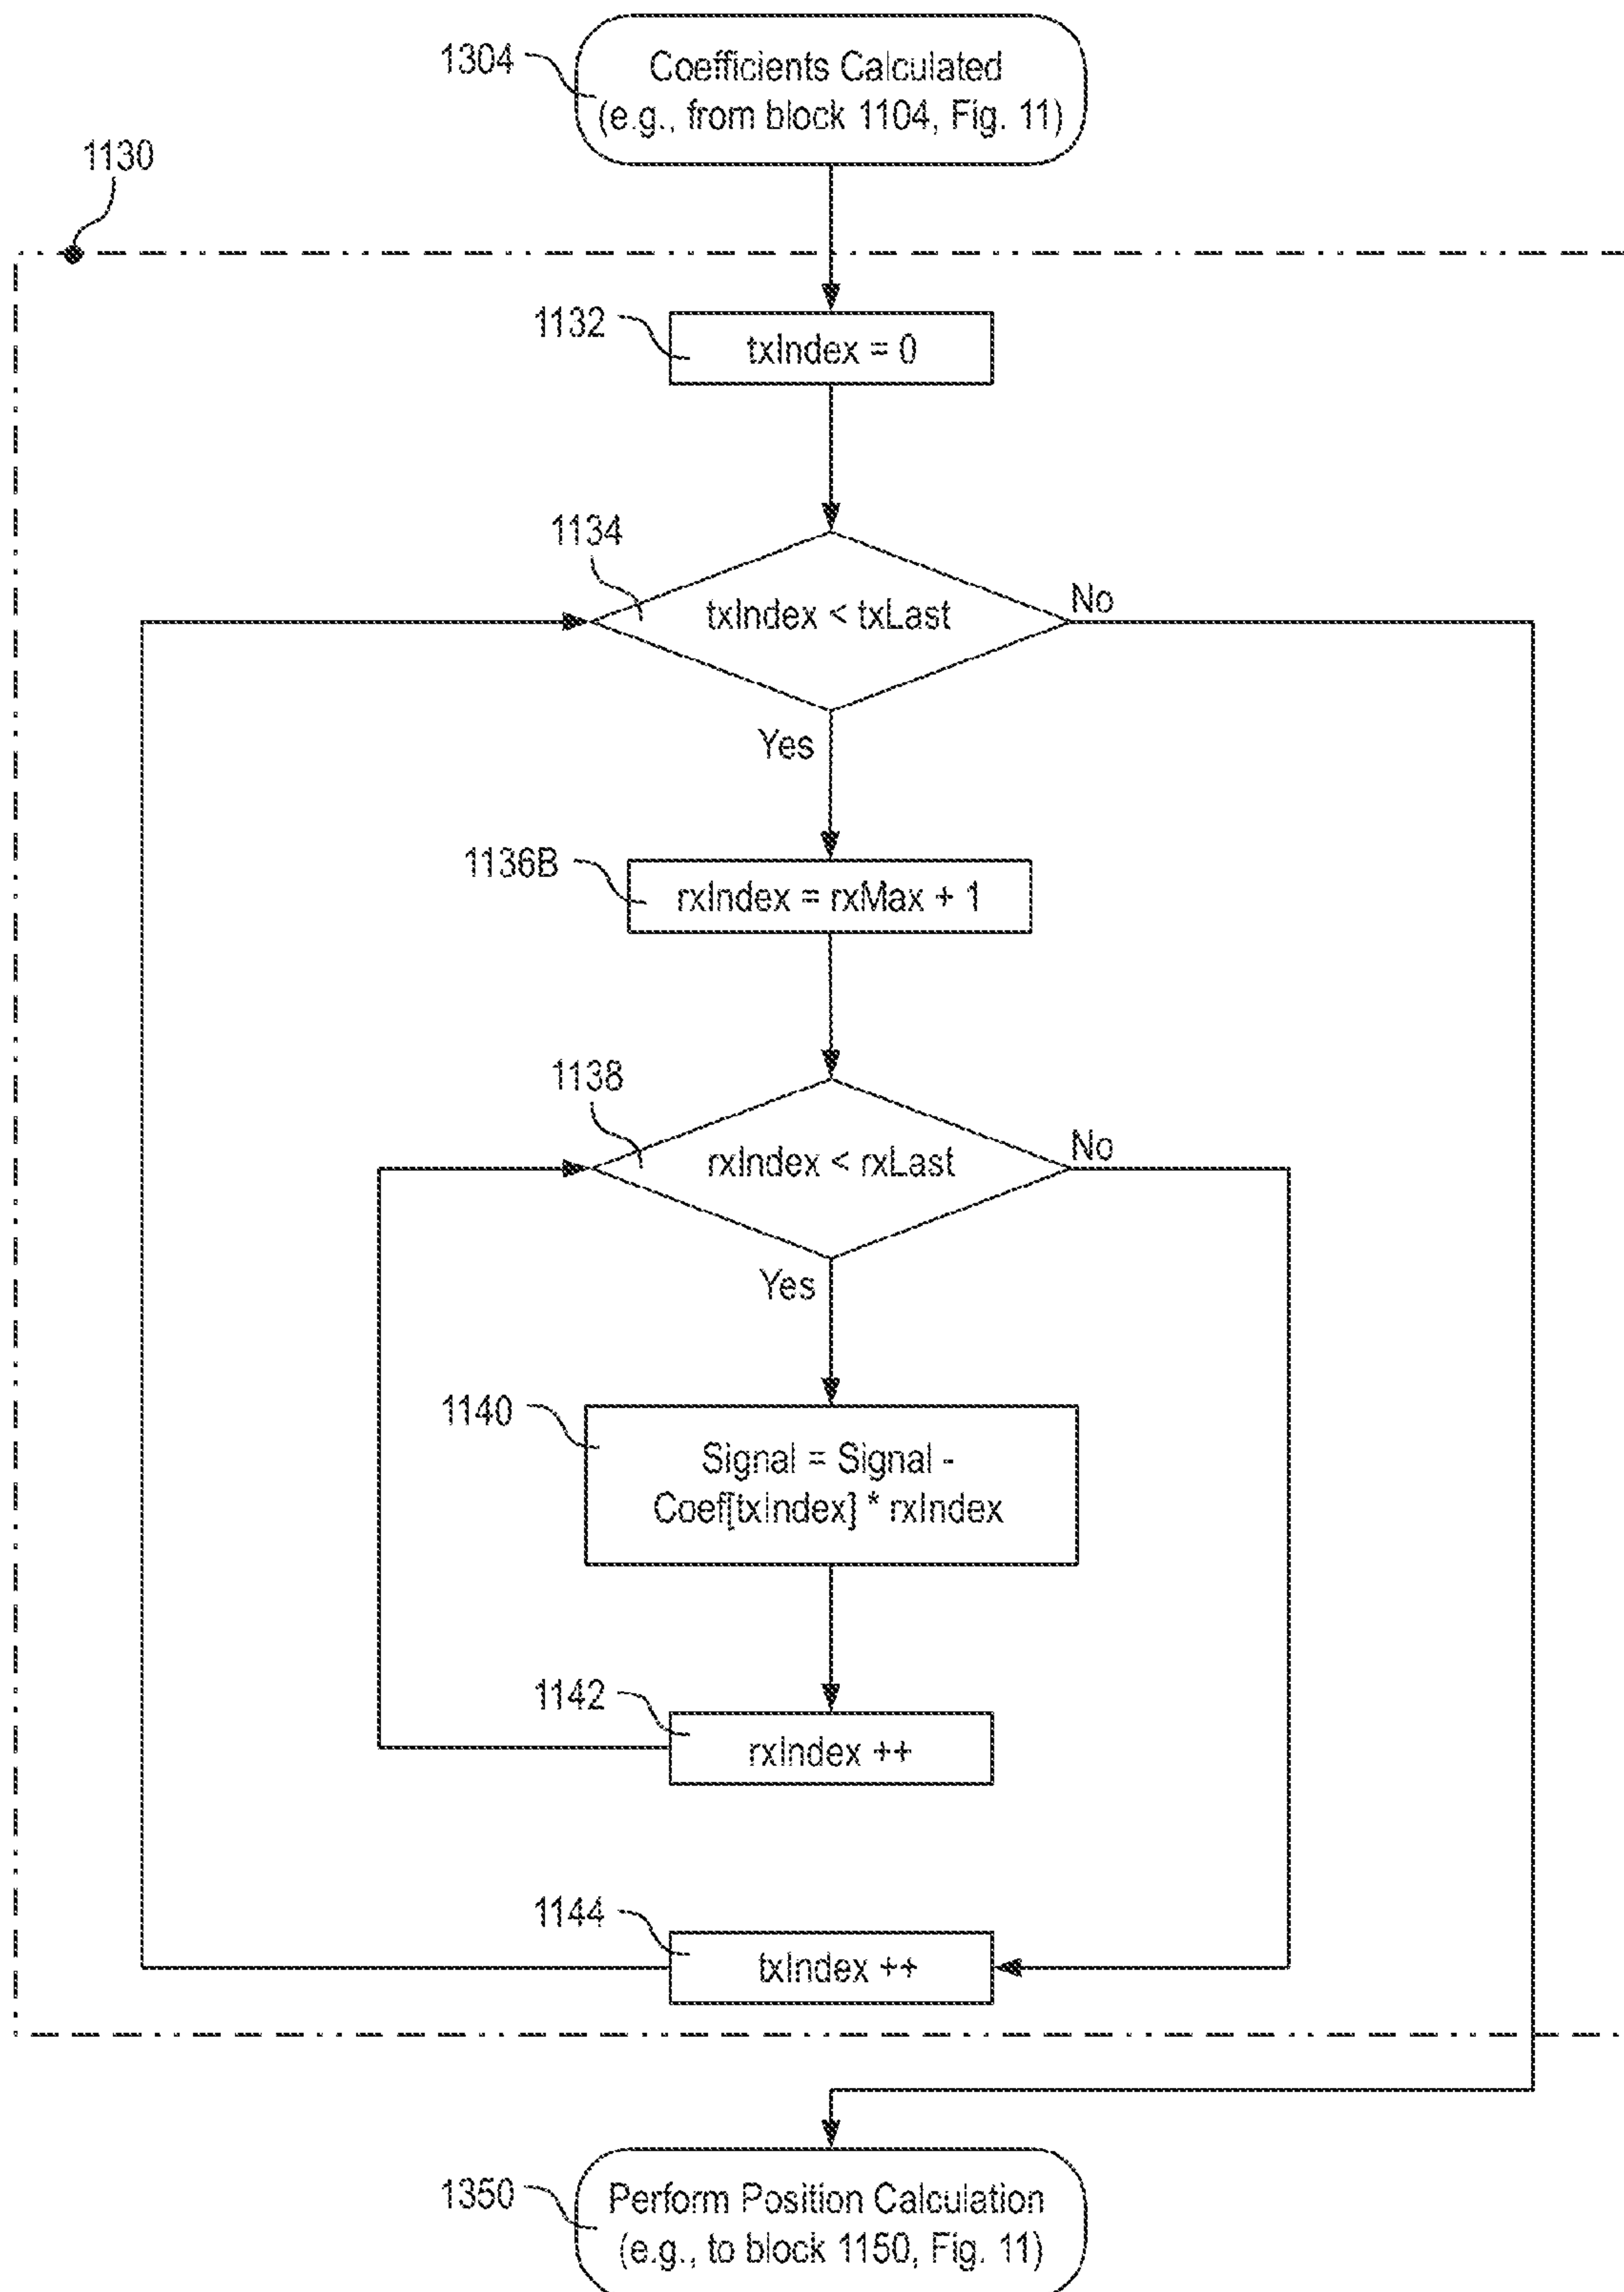 1304
Coefficients Calculated
(e.g., from block 1104, Fig. 11)
1130
1132
txIndex = 0
1134
txIndex < txLast
No
Yes
1136B
rxIndex = rxMax + 1
1138
rxIndex < rxLast
No
Yes
1140
Signal = Signal -
Coef[txIndex] * rxIndex
1142
rxIndex ++
1144
txIndex ++
1350
Perform Position Calculation
(e.g., to block 1150, Fig. 11)